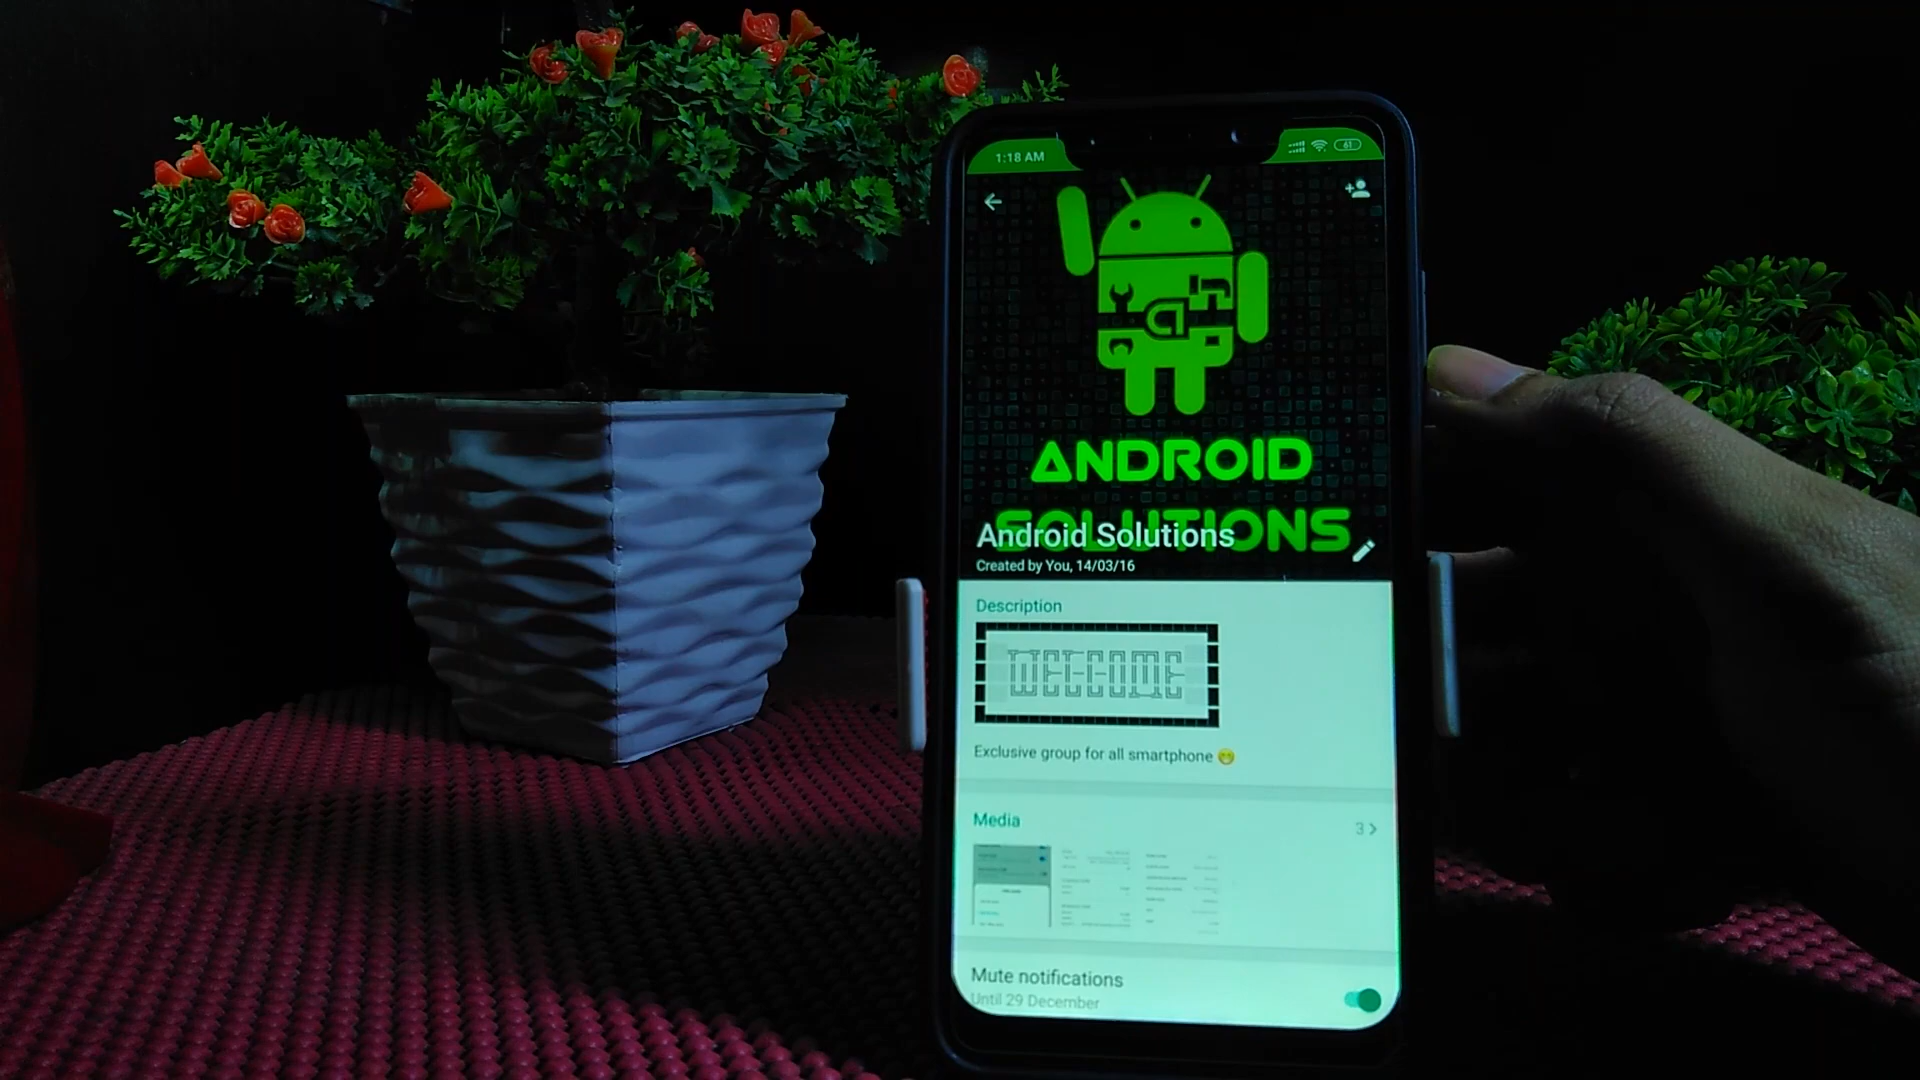 1:18 AM
61
ANDROID
SOLUTIONS
Android Solutions
Created by You, 14/03/16
Description
WELCOME
Exclusive group for all smartphone 😁
Media
3
Mute notifications
Until 29 December